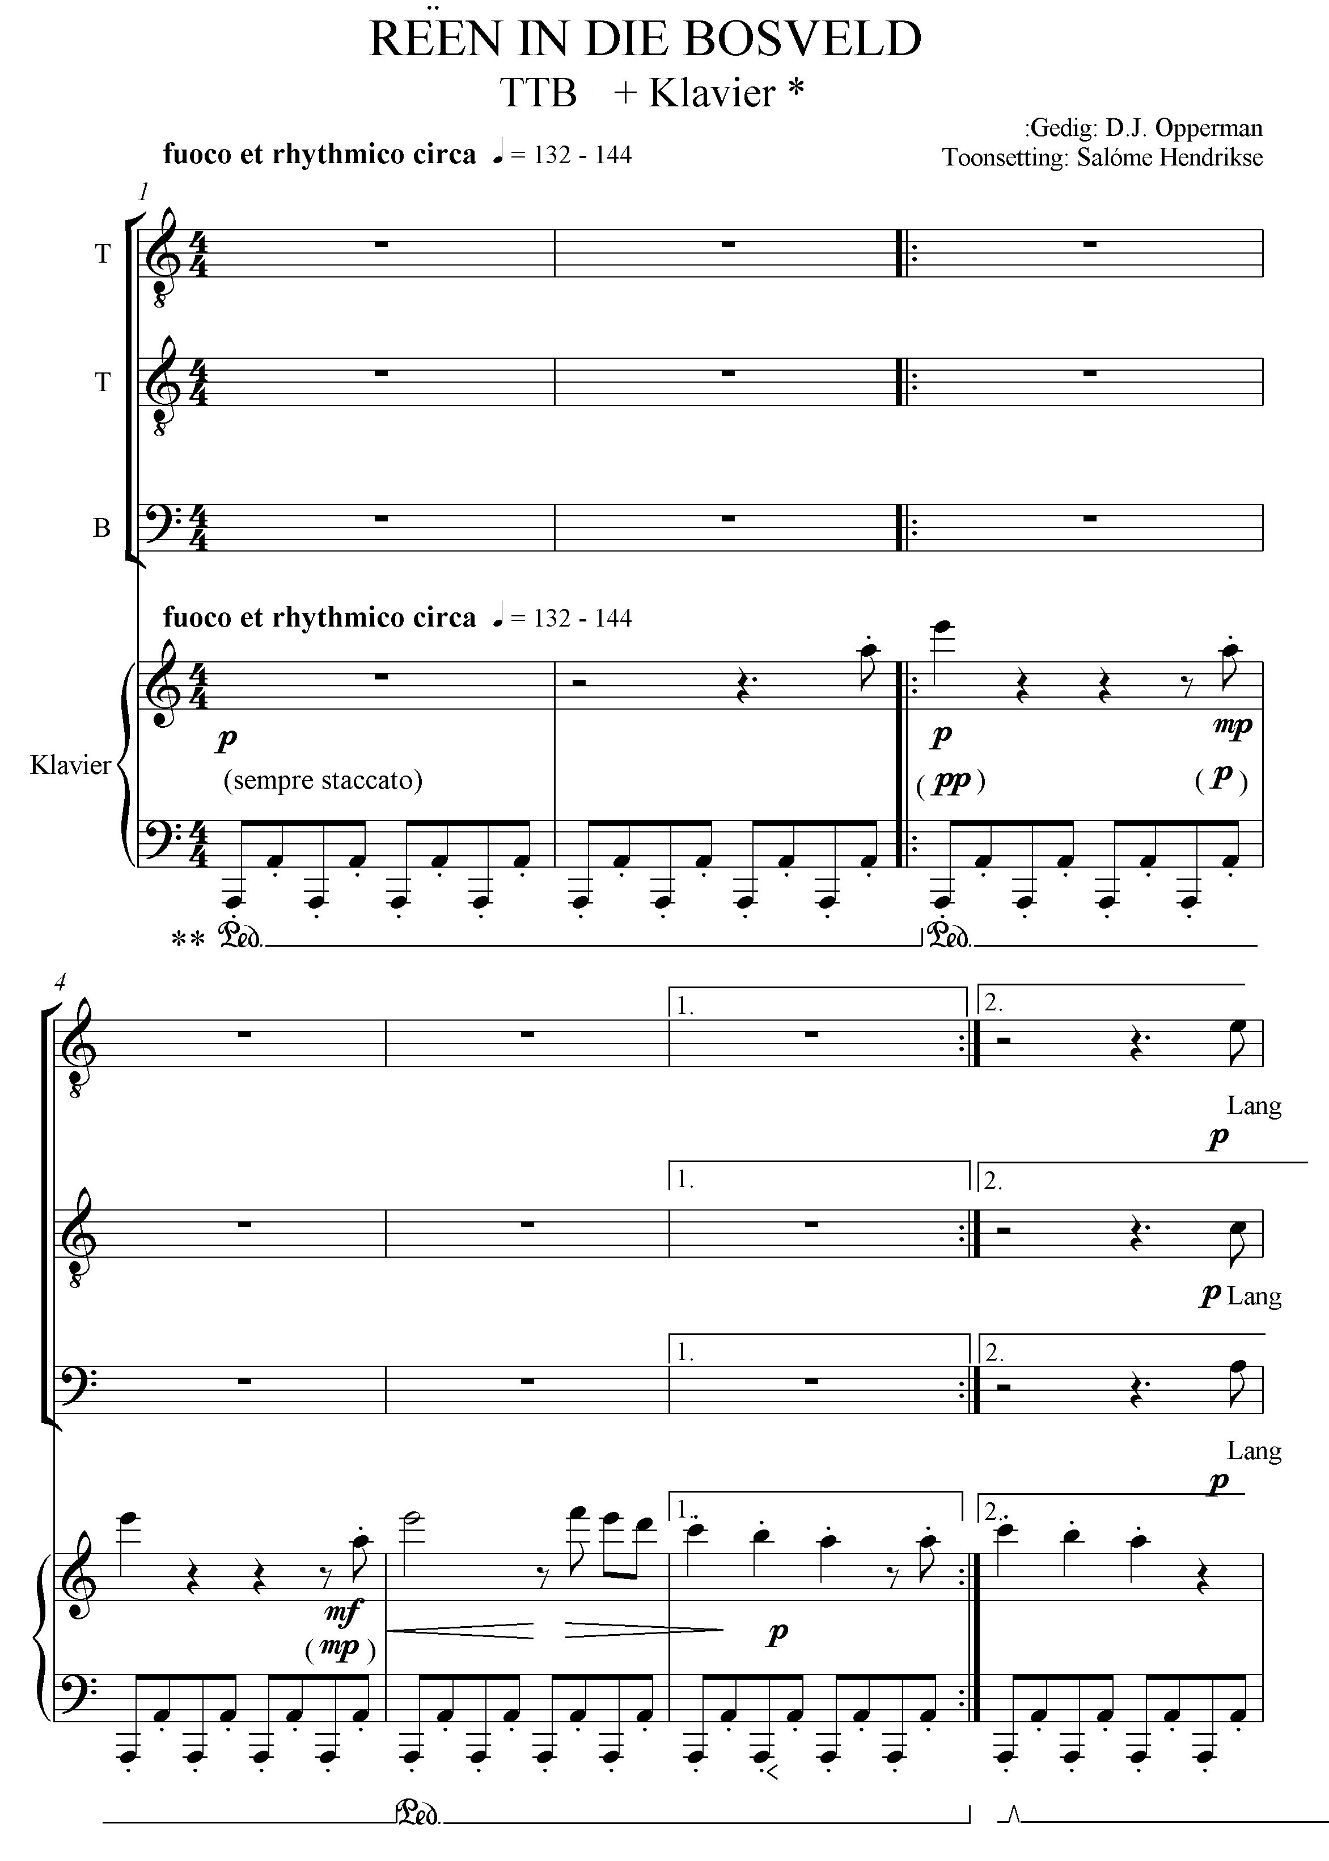 RËEN IN DIE BOSVELD
TTB + Klavier *
:Gedig: D.J. Opperman
fuoco et rhythmico circa ♩ = 132 - 144
Toonsetting: Salóme Hendrikse
1
T
T
B
fuoco et rhythmico circa ♩ = 132 - 144
p
p
mp
Klavier
(sempre staccato)
( pp )
( p )
** Ped.
Ped.
4
1.
2.
Lang
p
1.
2.
p Lang
1.
2.
Lang
p
1.
2.
mf
p
( mp )
Ped.